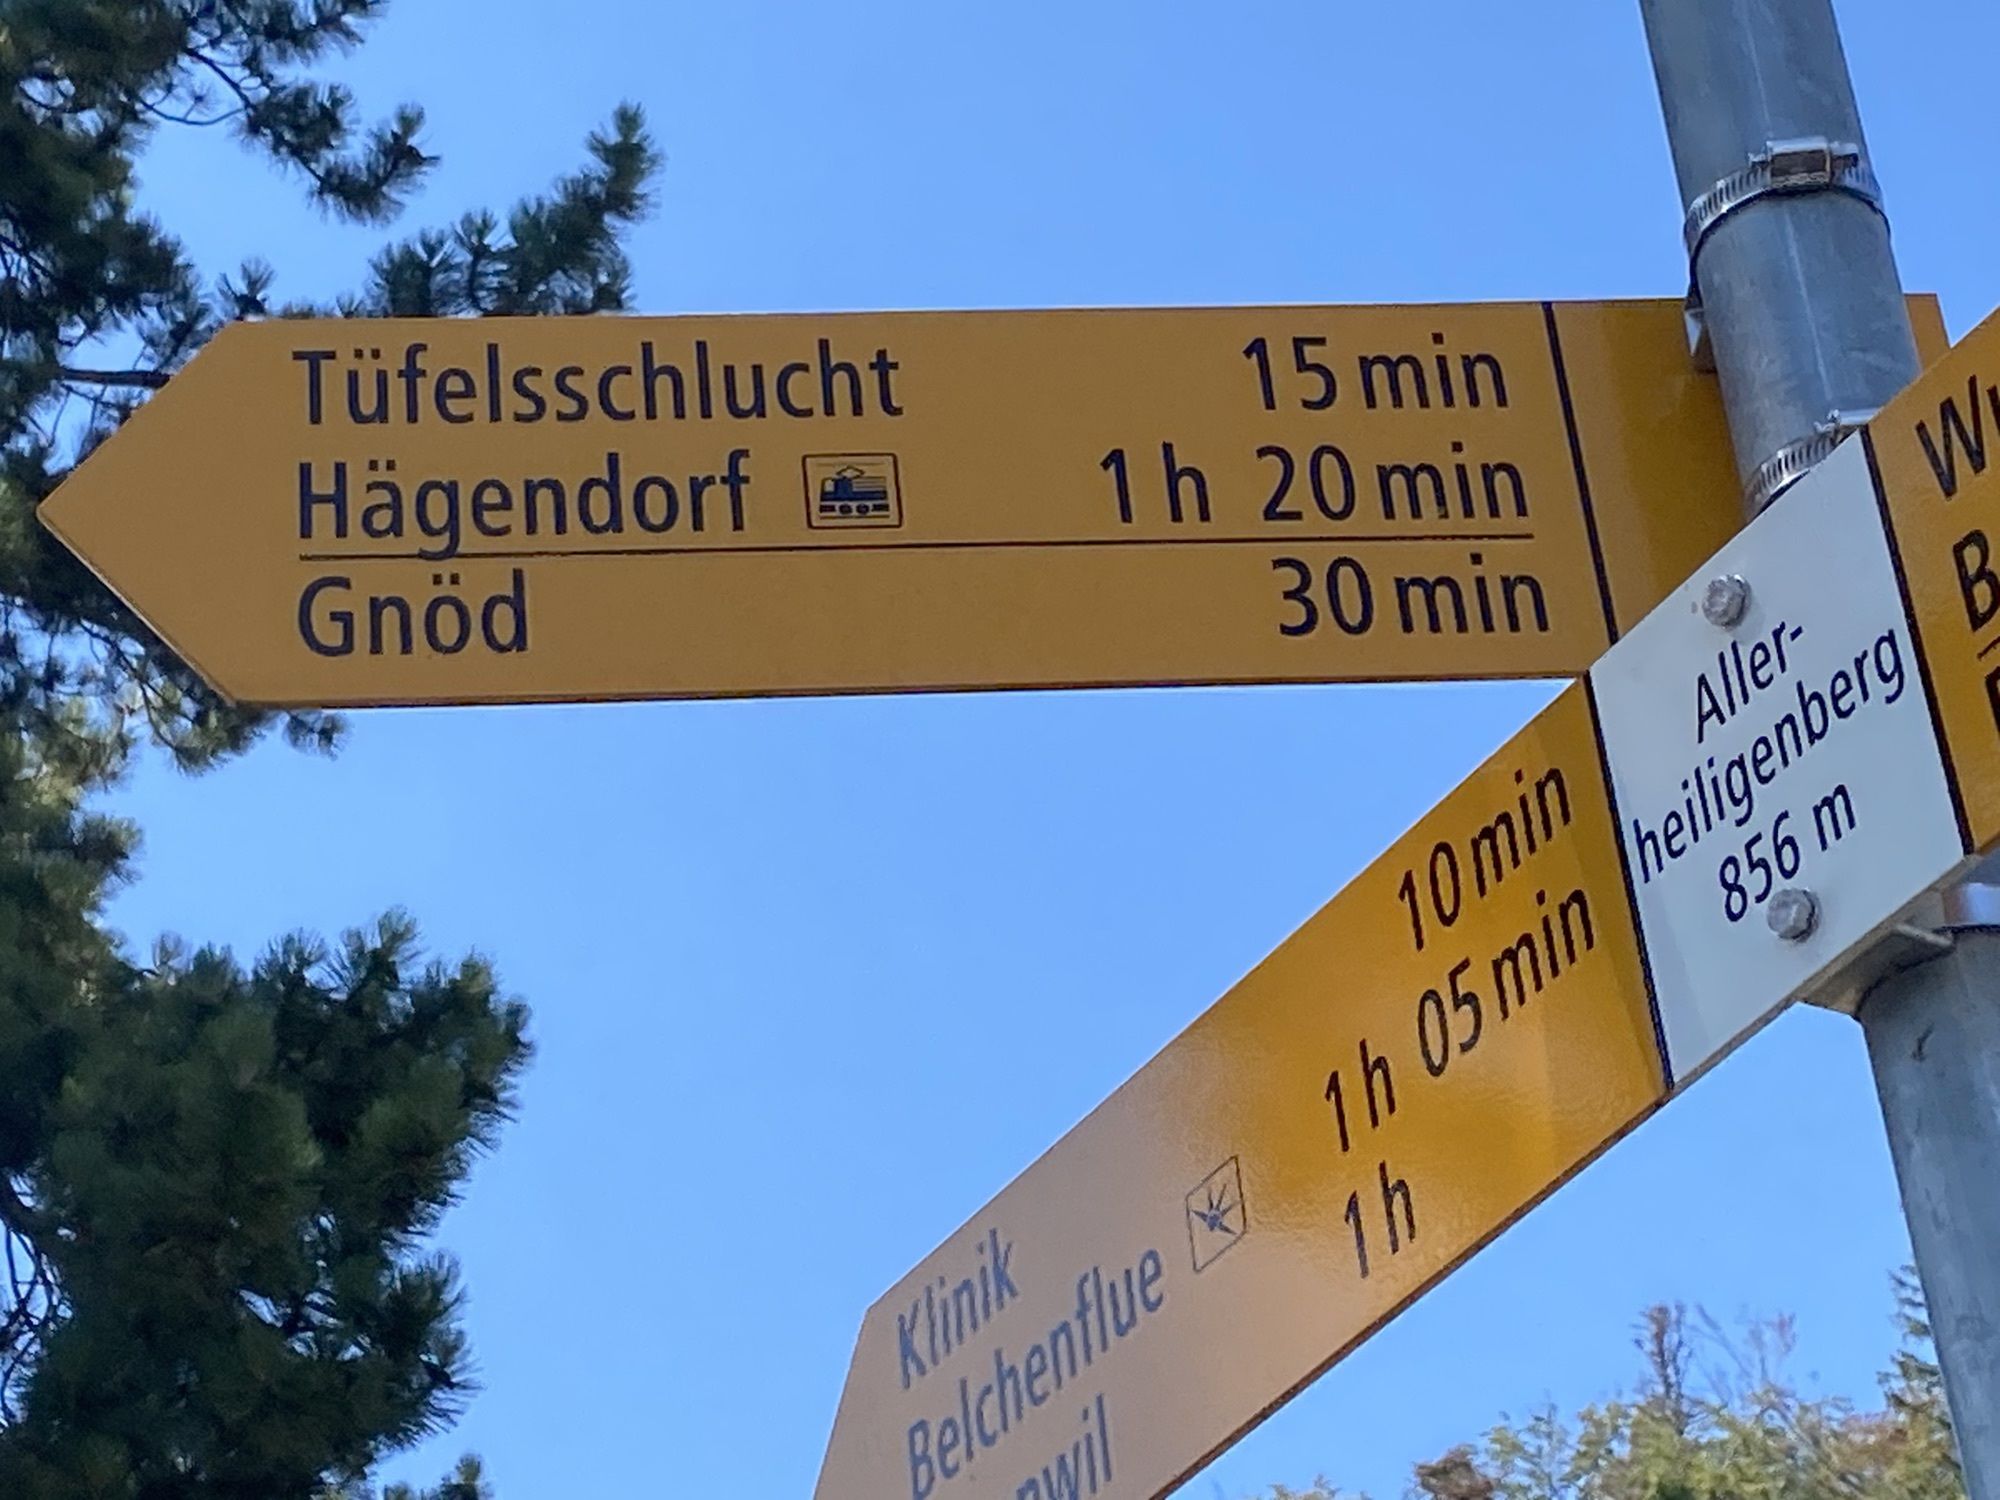 Tüfelsschlucht 15 min
Hägendorf 1 h 20 min
Gnöd 30 min
Aller-
heiligenberg
856 m
Klinik 10 min
Belchenflue 1 h 05 min
1 h